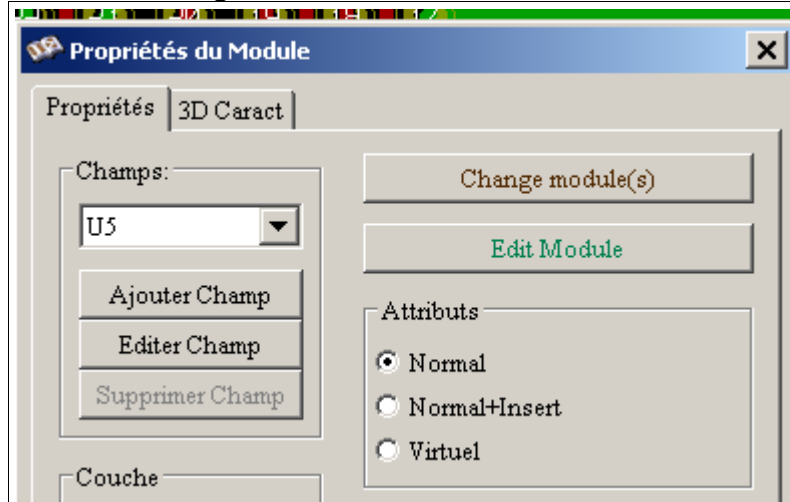 Propriétés du Module
Propriétés
3D Caract
Champs:
U5
Ajouter Champ
Editer Champ
Supprimer Champ
Couche
Change module(s)
Edit Module
Attributs
Normal
Normal+Insert
Virtuel